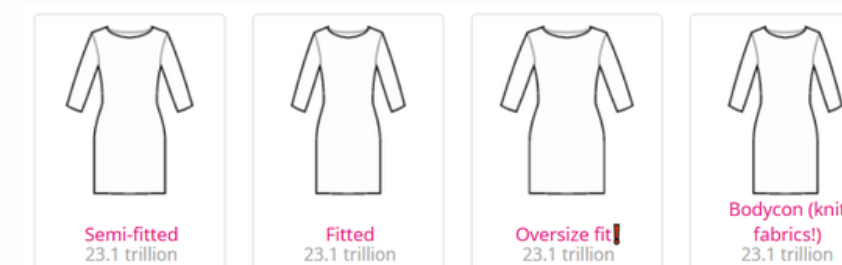 Semi-fitted
23.1 trillion
Fitted
23.1 trillion
Oversize fit❗
23.1 trillion
Bodycon (knit
fabrics!)
23.1 trillion